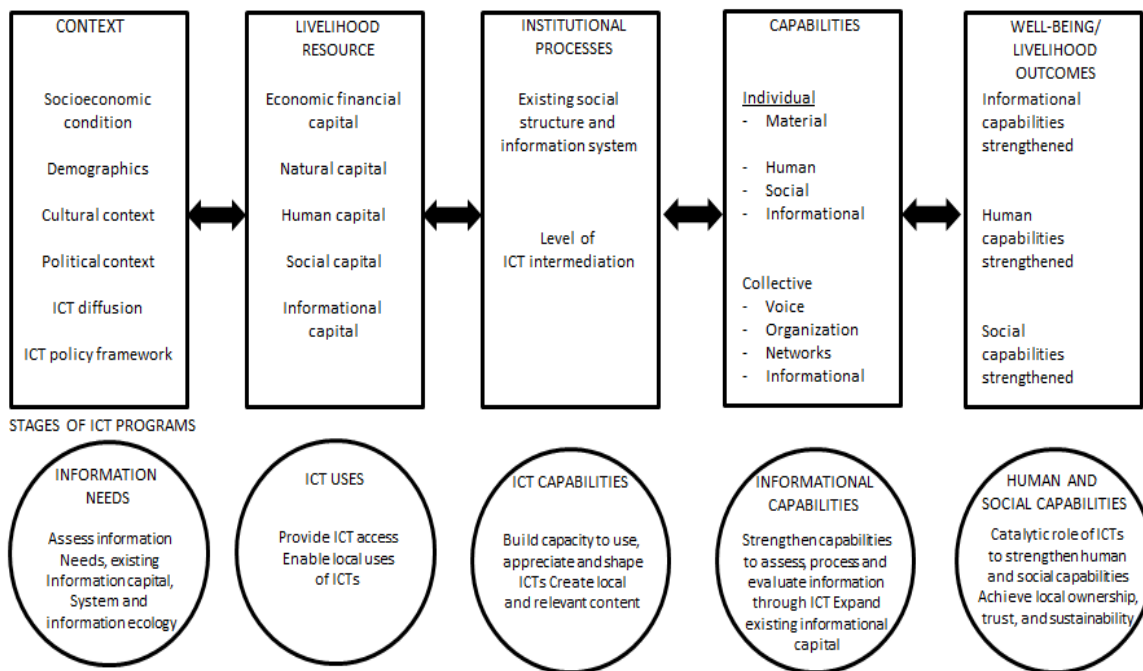 CONTEXT
Socioeconomic
condition
Demographics
Cultural context
Political context
ICT diffusion
ICT policy framework
LIVELIHOOD
RESOURCE
Economic financial
capital
Natural capital
Human capital
Social capital
Informational
capital
INSTITUTIONAL
PROCESSES
Existing social
structure and
information system
Level of
ICT intermediation
CAPABILITIES
Individual
- Material
- Human
- Social
- Informational
Collective
- Voice
- Organization
- Networks
- Informational
WELL-BEING/
LIVELIHOOD
OUTCOMES
Informational
capabilities
strengthened
Human
capabilities
strengthened
Social
capabilities
strengthened
STAGES OF ICT PROGRAMS
INFORMATION
NEEDS
Assess information
Needs, existing
Information capital,
System and
information ecology
ICT USES
Provide ICT access
Enable local uses
of ICTs
ICT CAPABILITIES
Build capacity to use,
appreciate and shape
ICTs Create local
and relevant content
INFORMATIONAL
CAPABILITIES
Strengthen capabilities
to assess, process and
evaluate information
through ICT Expand
existing informational
capital
HUMAN AND
SOCIAL CAPABILITIES
Catalytic role of ICTs
to strengthen human
and social capabilities
Achieve local ownership,
trust, and sustainability